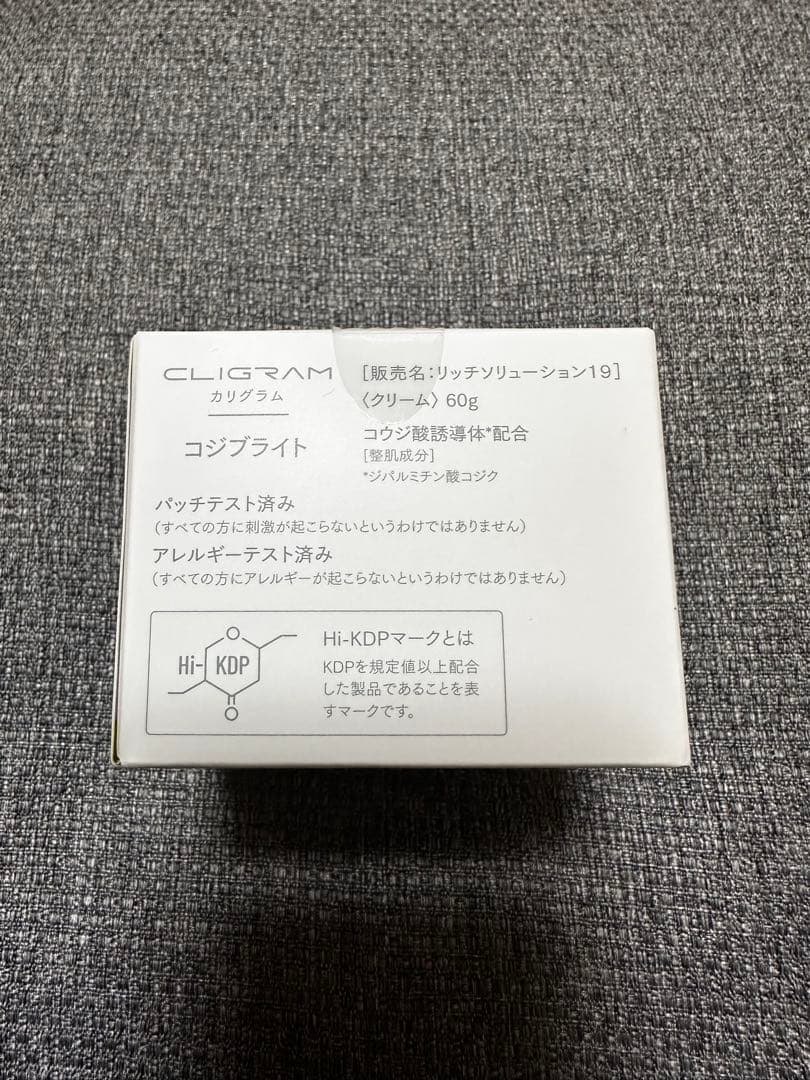 CLIGRAM
カリグラム
コジブライト
[販売名:リッチソリューション19]
〈クリーム〉60g
コウジ酸誘導体*配合
[整肌成分]
*ジパルミチン酸コジク
パッチテスト済み
(すべての方に刺激が起こらないというわけではありません)
アレルギーテスト済み
(すべての方にアレルギーが起こらないというわけではありません)
O
Hi-KDP
O
Hi-KDPマークとは
KDPを規定値以上配合
した製品であることを表
すマークです。